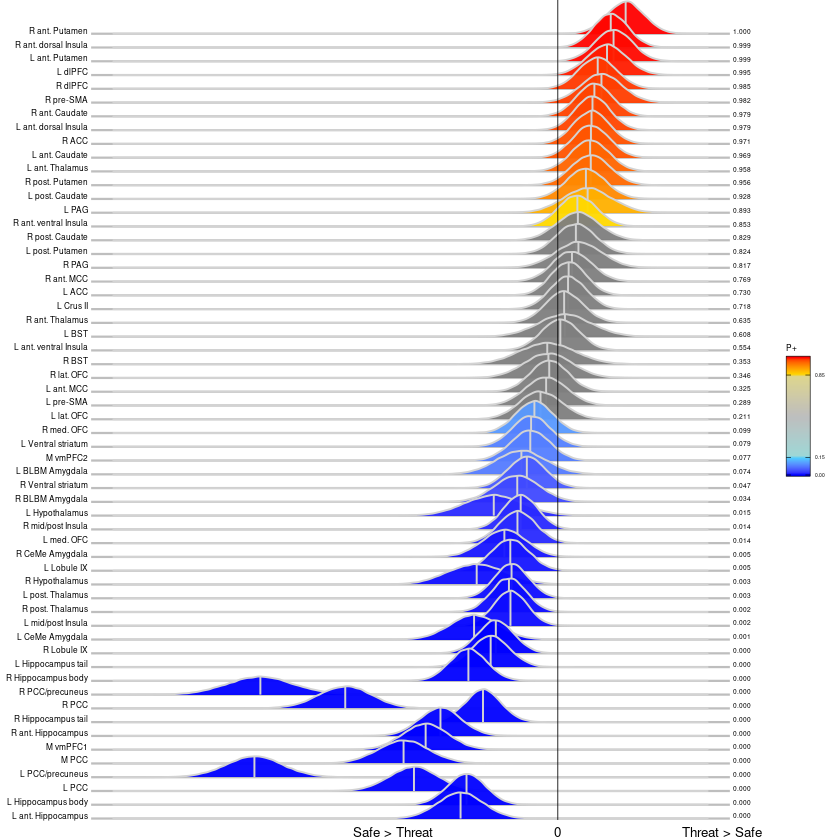 R ant. Putamen 1.000
R ant. dorsal Insula 0.999
L ant. Putamen 0.999
L dlPFC 0.995
R dlPFC 0.985
R pre-SMA 0.982
R ant. Caudate 0.979
L ant. dorsal Insula 0.979
R ACC 0.971
L ant. Caudate 0.969
L ant. Thalamus 0.958
R post. Putamen 0.956
L post. Caudate 0.928
L PAG 0.893
R ant. ventral Insula 0.853
R post. Caudate 0.829
L post. Putamen 0.824
R PAG 0.817
R ant. MCC 0.769
L ACC 0.730
L Crus II 0.718
R ant. Thalamus 0.635
L BST 0.608
L ant. ventral Insula 0.554
R BST 0.353
R lat. OFC 0.346
L ant. MCC 0.325
L pre-SMA 0.289
L lat. OFC 0.211
R med. OFC 0.099
L Ventral striatum 0.079
M vmPFC2 0.077
L BLBM Amygdala 0.074
R Ventral striatum 0.047
R BLBM Amygdala 0.034
L Hypothalamus 0.015
R mid/post Insula 0.014
L med. OFC 0.014
R CeMe Amygdala 0.005
L Lobule IX 0.005
R Hypothalamus 0.003
L post. Thalamus 0.003
R post. Thalamus 0.002
L mid/post Insula 0.002
L CeMe Amygdala 0.001
R Lobule IX 0.000
L Hippocampus tail 0.000
R Hippocampus body 0.000
R PCC/precuneus 0.000
R PCC 0.000
R Hippocampus tail 0.000
R ant. Hippocampus 0.000
M vmPFC1 0.000
M PCC 0.000
L PCC/precuneus 0.000
L PCC 0.000
L Hippocampus body 0.000
L ant. Hippocampus 0.000
Safe > Threat 0 Threat > Safe
P+
0.85
0.15
0.00